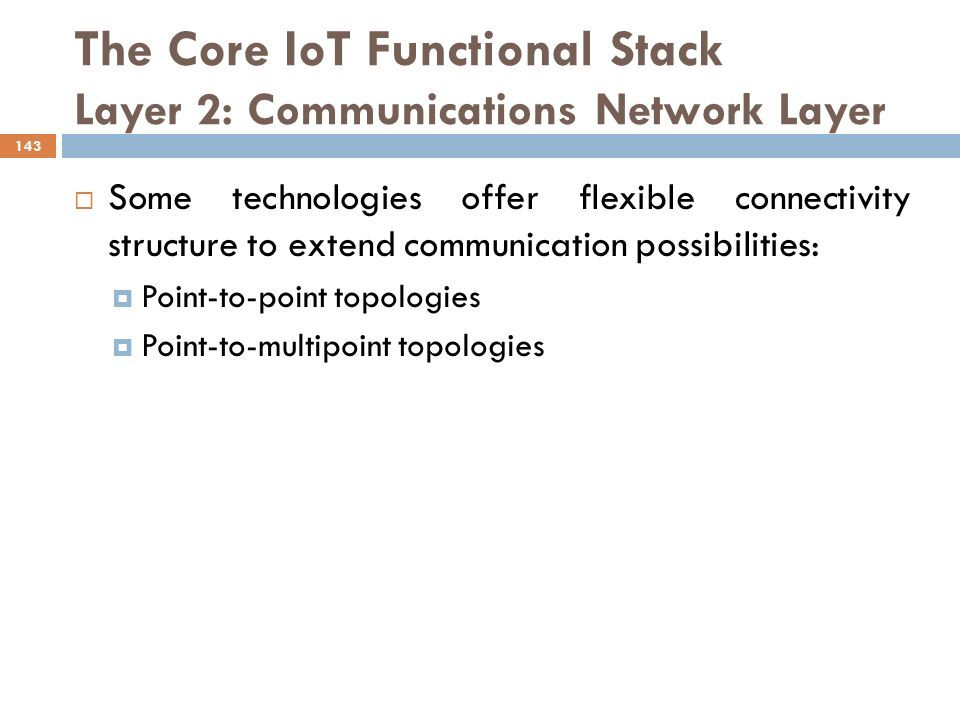 The Core IoT Functional Stack
Layer 2: Communications Network Layer
143
Some technologies offer flexible connectivity
structure to extend communication possibilities:
Point-to-point topologies
Point-to-multipoint topologies